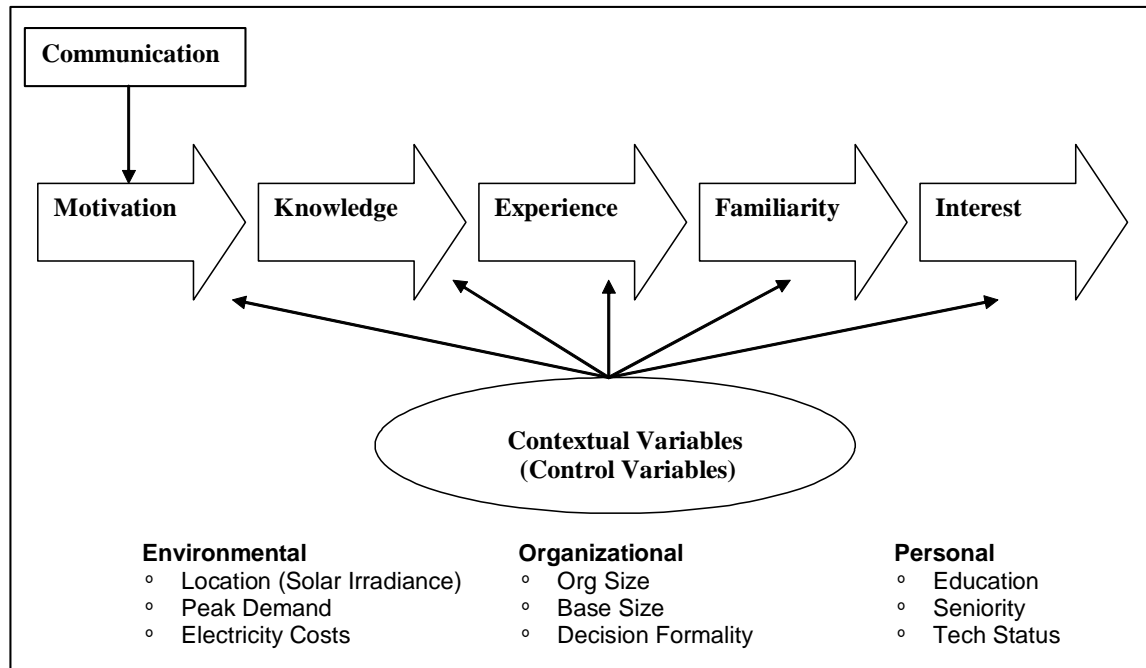 Communication
Motivation
Knowledge
Experience
Familiarity
Interest
Contextual Variables
(Control Variables)
Environmental
° Location (Solar Irradiance)
° Peak Demand
° Electricity Costs
Organizational
° Org Size
° Base Size
° Decision Formality
Personal
° Education
° Seniority
° Tech Status